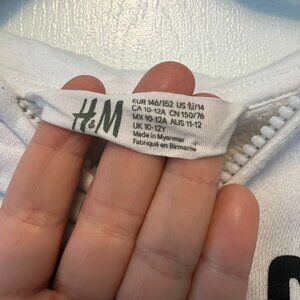 H&M
EUR 146/152 US 12/14
CA 10-12A CN 150/76
MX 10-12A AUS 11-12
UK 10-12Y
Made in Myanmar
Fabriqué en Birmanie